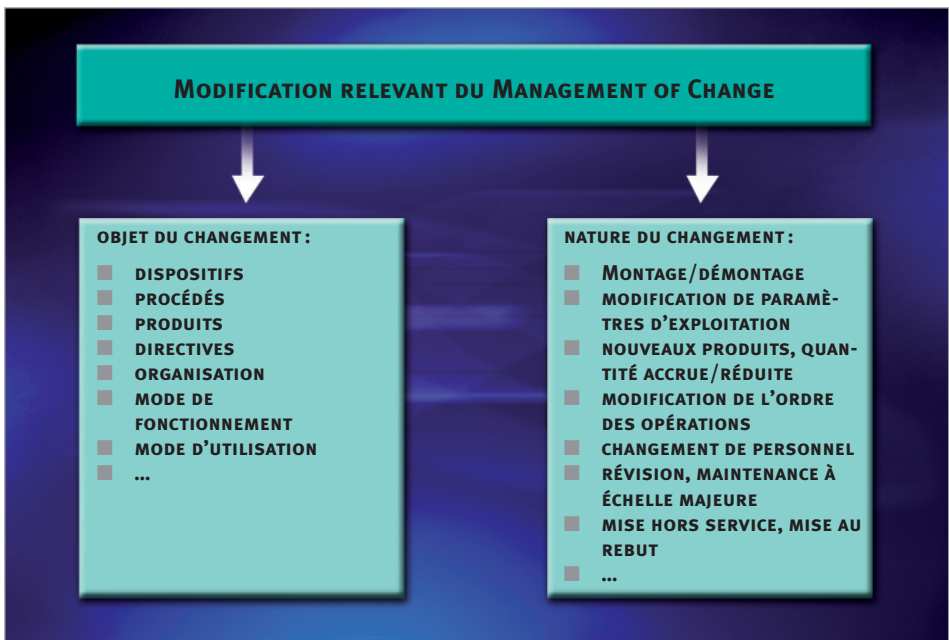 Modification relevant du Management of Change
objet du changement :
dispositifs
procédés
produits
directives
organisation
mode de
fonctionnement
mode d'utilisation
...
nature du changement :
Montage/démontage
modification de paramè-
tres d'exploitation
nouveaux produits, quan-
tité accrue/réduite
modification de l'ordre
des opérations
changement de personnel
révision, maintenance à
échelle majeure
mise hors service, mise au
rebut
...